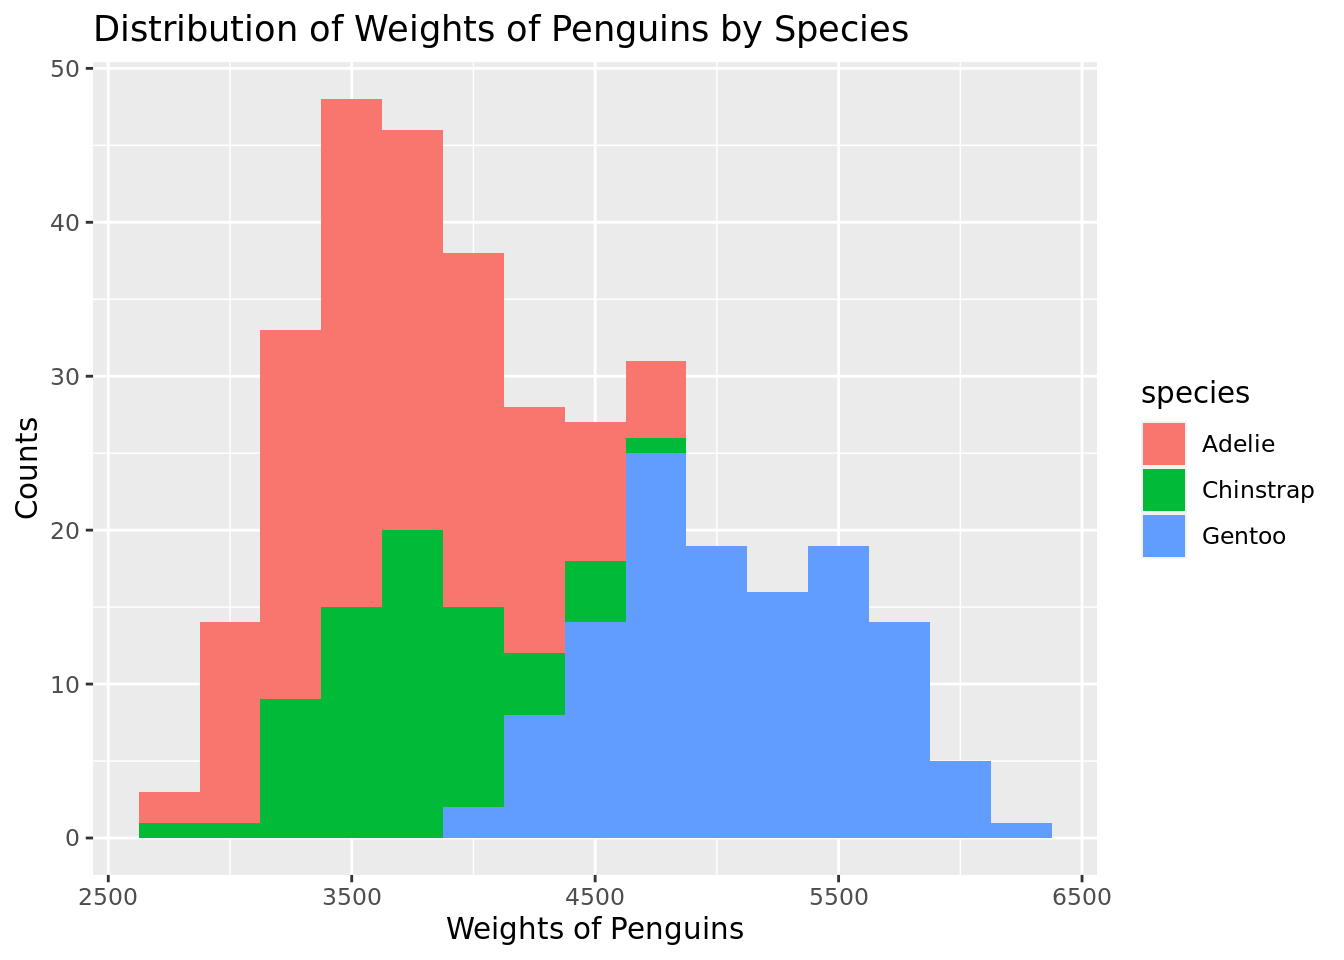 Distribution of Weights of Penguins by Species
50
40
30
20
10
0
Counts
2500 3500 4500 5500 6500
Weights of Penguins
species
Adelie
Chinstrap
Gentoo